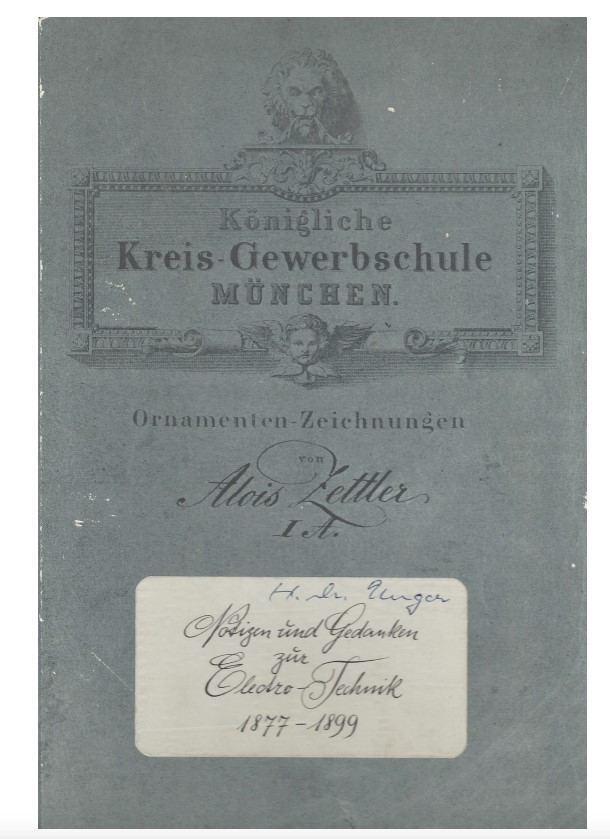 Königliche
Kreis-Gewerbschule
MÜNCHEN.
Ornamenten-Zeichnungen
von
Alois Zettler
I A.
H. Dr. Unger
Notizen und Gedanken
zur
Electro-Technik
1877-1899